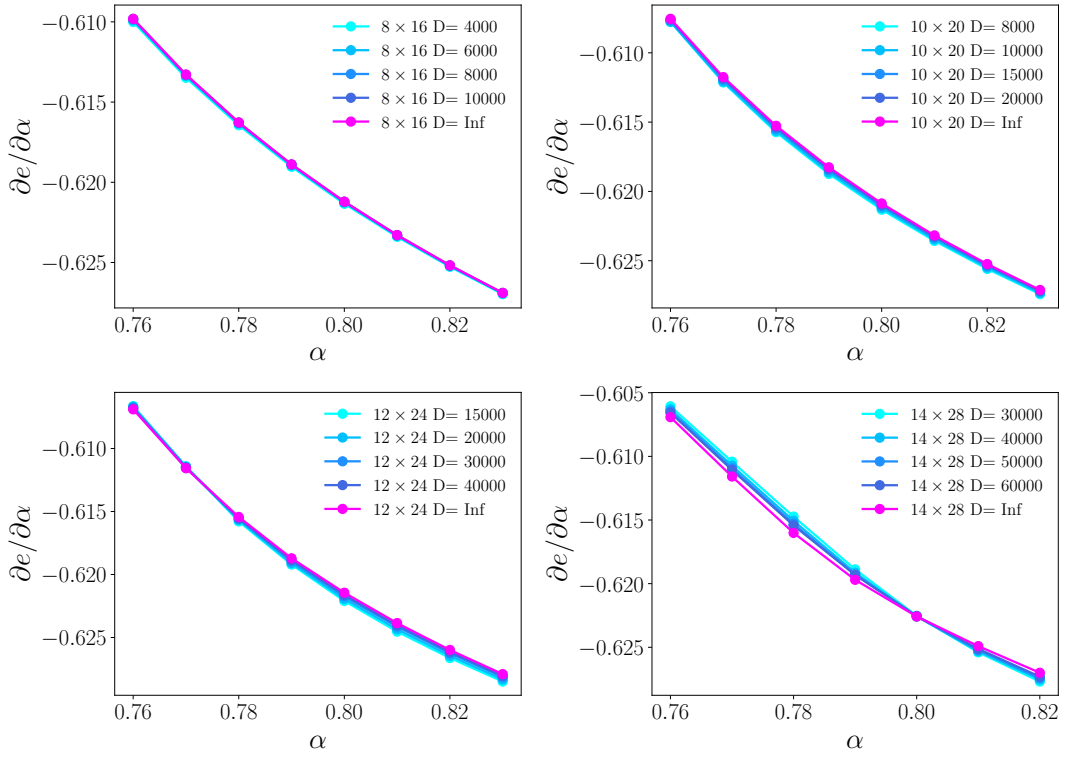 −0.610
−0.615
−0.620
−0.625
∂e/∂α
8 × 16 D= 4000
8 × 16 D= 6000
8 × 16 D= 8000
8 × 16 D= 10000
8 × 16 D= Inf
0.76 0.78 0.80 0.82
α
−0.610
−0.615
−0.620
−0.625
∂e/∂α
10 × 20 D= 8000
10 × 20 D= 10000
10 × 20 D= 15000
10 × 20 D= 20000
10 × 20 D= Inf
0.76 0.78 0.80 0.82
α
−0.610
−0.615
−0.620
−0.625
∂e/∂α
12 × 24 D= 15000
12 × 24 D= 20000
12 × 24 D= 30000
12 × 24 D= 40000
12 × 24 D= Inf
0.76 0.78 0.80 0.82
α
−0.605
−0.610
−0.615
−0.620
−0.625
∂e/∂α
14 × 28 D= 30000
14 × 28 D= 40000
14 × 28 D= 50000
14 × 28 D= 60000
14 × 28 D= Inf
0.76 0.78 0.80 0.82
α